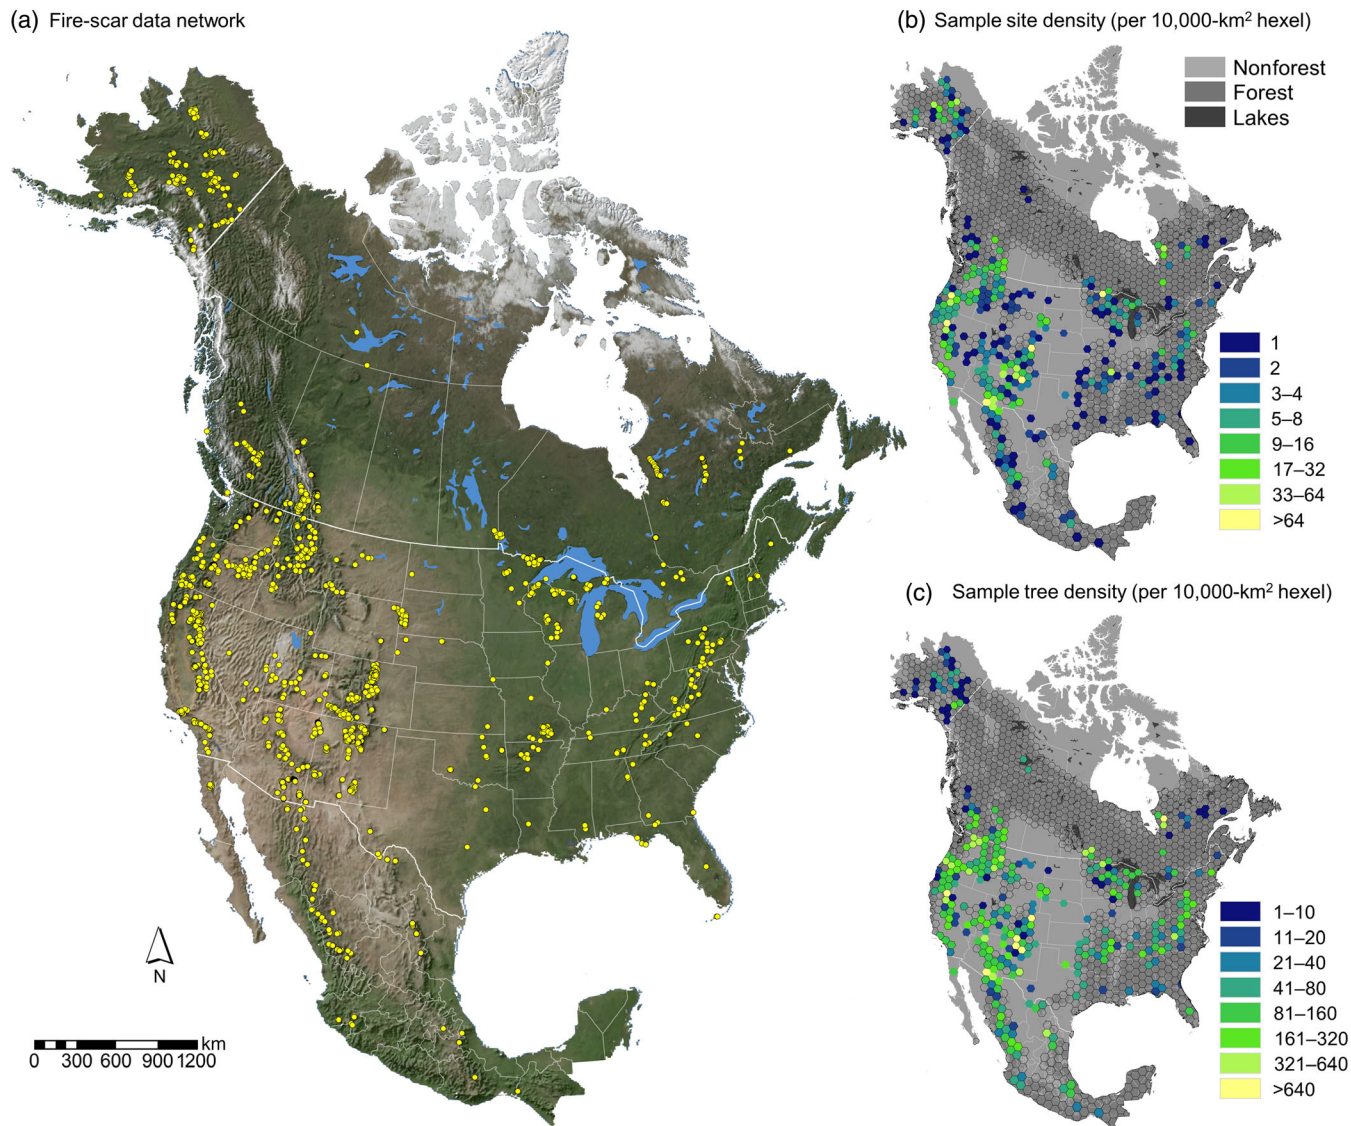 (a) Fire-scar data network
N
km
0 300 600 900 1200
(b) Sample site density (per 10,000-km² hexel)
Nonforest
Forest
Lakes
1
2
3–4
5–8
9–16
17–32
33–64
>64
(c) Sample tree density (per 10,000-km² hexel)
1–10
11–20
21–40
41–80
81–160
161–320
321–640
>640